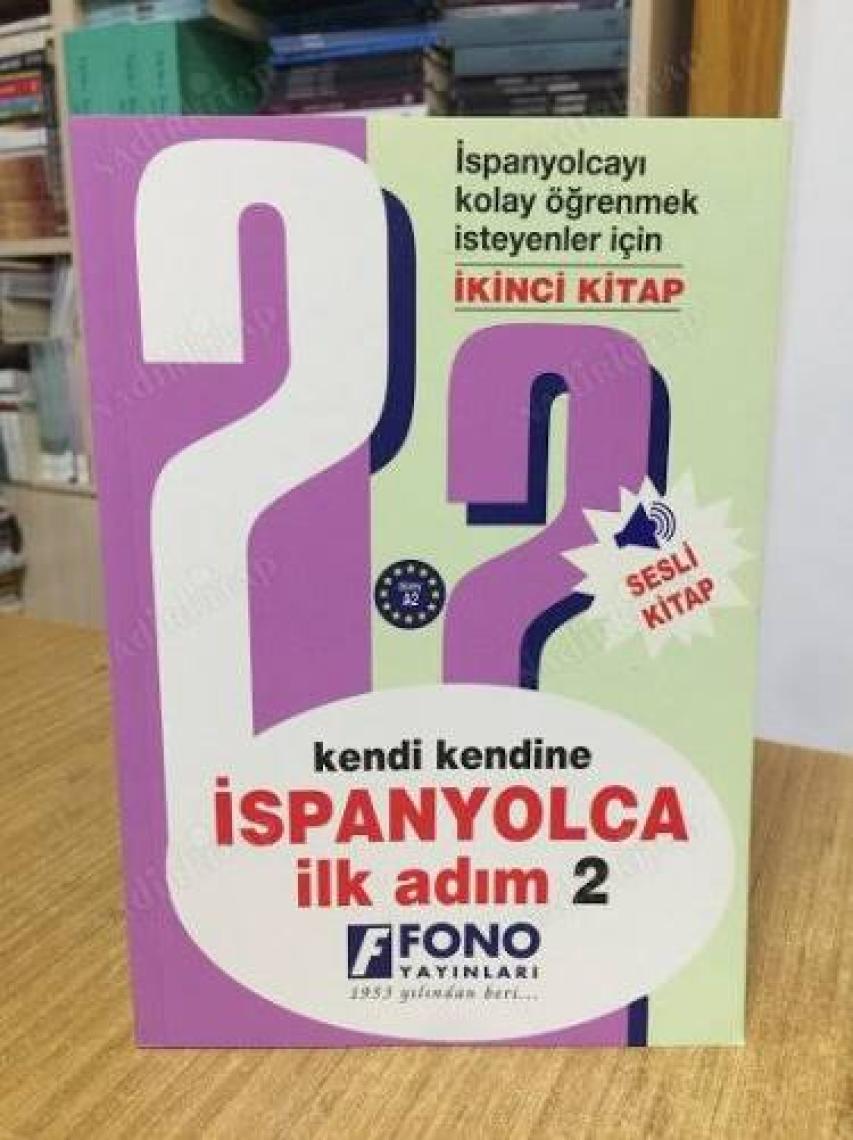 İspanyolcayı
kolay öğrenmek
isteyenler için
İKİNCİ KİTAP
A2
SESLİ
KİTAP
kendi kendine
İSPANYOLCA
ilk adım 2
F FONO
YAYINLARI
1953 yılından beri...